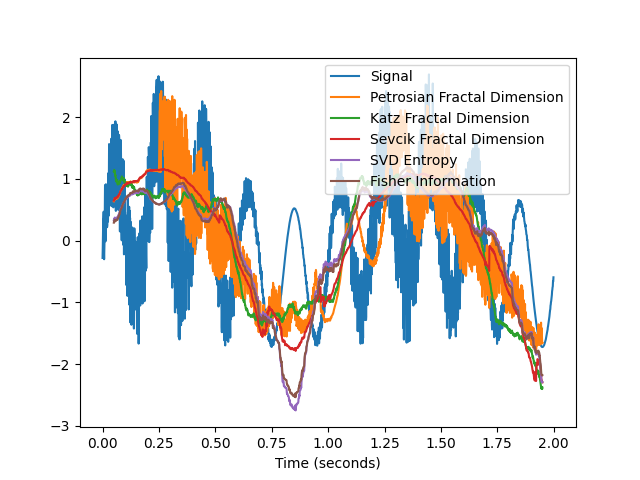 Signal
Petrosian Fractal Dimension
Katz Fractal Dimension
Sevcik Fractal Dimension
SVD Entropy
Fisher Information
2
1
0
−1
−2
−3
0.00 0.25 0.50 0.75 1.00 1.25 1.50 1.75 2.00
Time (seconds)